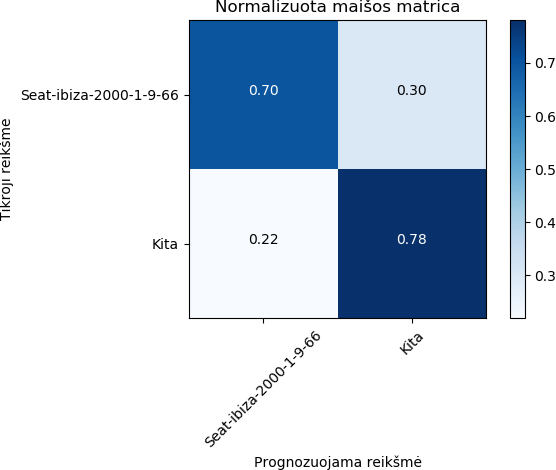 Normalizuota maišos matrica
Seat-ibiza-2000-1-9-66
Kita
Tikroji reikšmė
0.70
0.30
0.22
0.78
Seat-ibiza-2000-1-9-66
Kita
Prognozuojama reikšmė
0.7
0.6
0.5
0.4
0.3